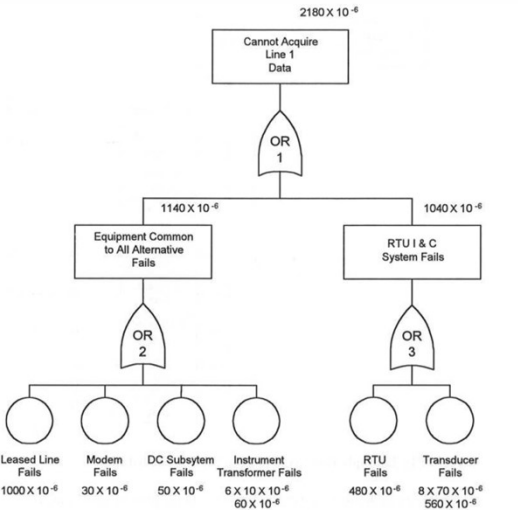 2180 X 10⁻⁶
Cannot Acquire
Line 1
Data
OR
1
1140 X 10⁻⁶
1040 X 10⁻⁶
Equipment Common
to All Alternative
Fails
RTU I & C
System Fails
OR
2
OR
3
Leased Line
Fails
1000 X 10⁻⁶
Modem
Fails
30 X 10⁻⁶
DC Subsytem
Fails
50 X 10⁻⁶
Instrument
Transformer Fails
6 X 10 X 10⁻⁶
60 X 10⁻⁶
RTU
Fails
480 X 10⁻⁶
Transducer
Fails
8 X 70 X 10⁻⁶
560 X 10⁻⁶